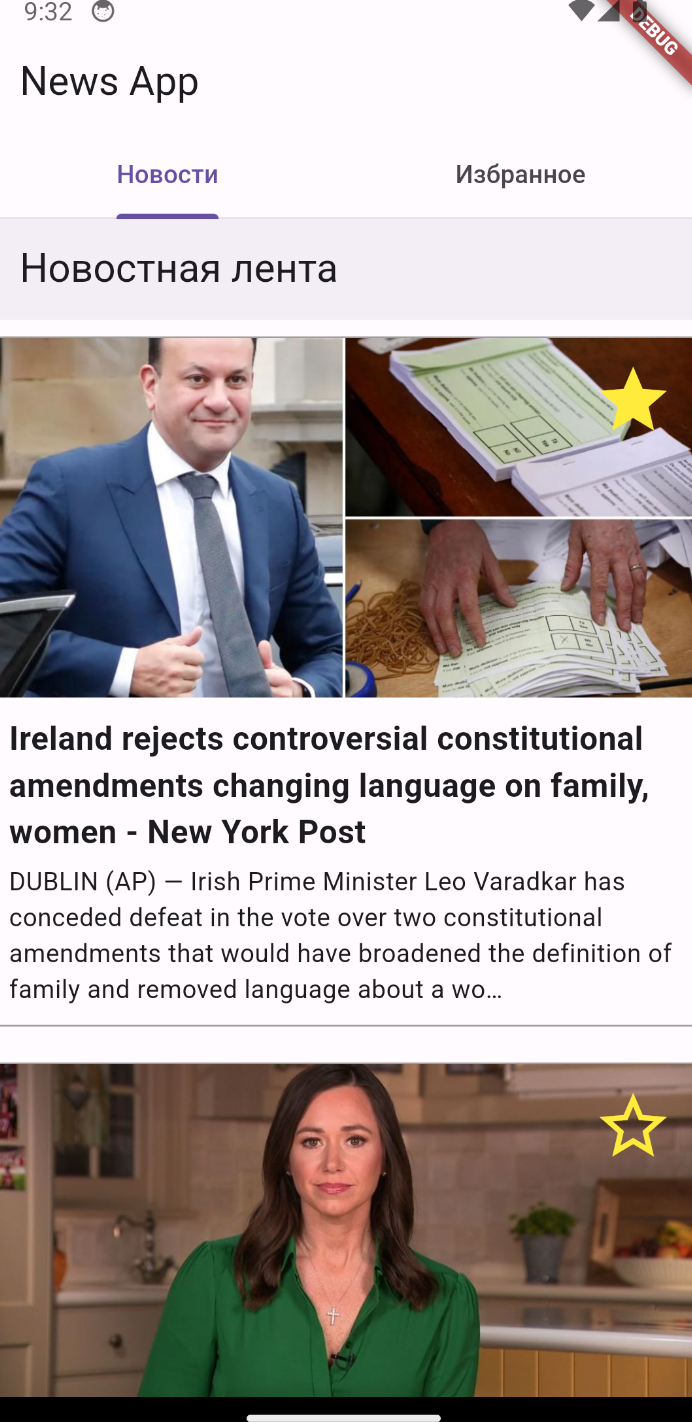 9:32
DEBUG
News App
Новости
Избранное
Новостная лента
Ireland rejects controversial constitutional
amendments changing language on family,
women - New York Post
DUBLIN (AP) — Irish Prime Minister Leo Varadkar has
conceded defeat in the vote over two constitutional
amendments that would have broadened the definition of
family and removed language about a wo…